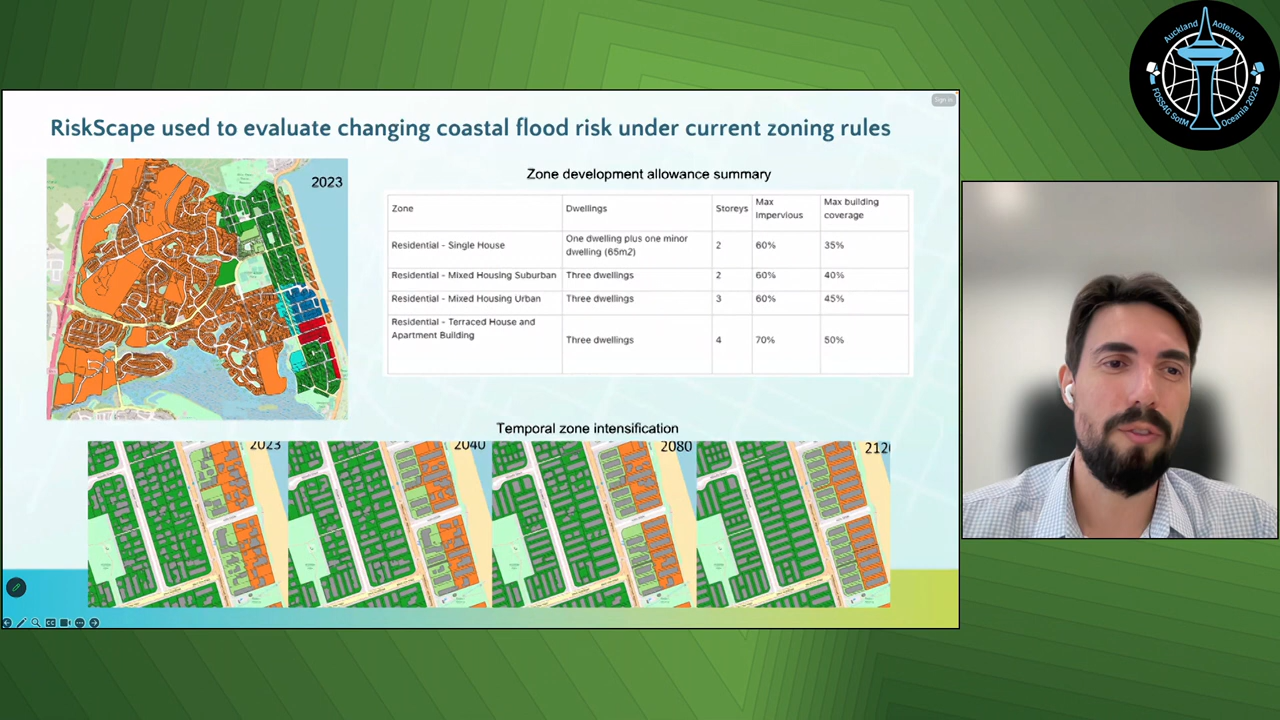 Auckland Aotearoa
FOSS4G SotM Oceania 2023
Sign in
RiskScape used to evaluate changing coastal flood risk under current zoning rules
2023
Zone development allowance summary
Zone Dwellings Storeys Max Impervious Max building coverage
Residential - Single House One dwelling plus one minor dwelling (65m2) 2 60% 35%
Residential - Mixed Housing Suburban Three dwellings 2 60% 40%
Residential - Mixed Housing Urban Three dwellings 3 60% 45%
Residential - Terraced House and Apartment Building Three dwellings 4 70% 50%
Temporal zone intensification
2023 2040 2080 2120
CC